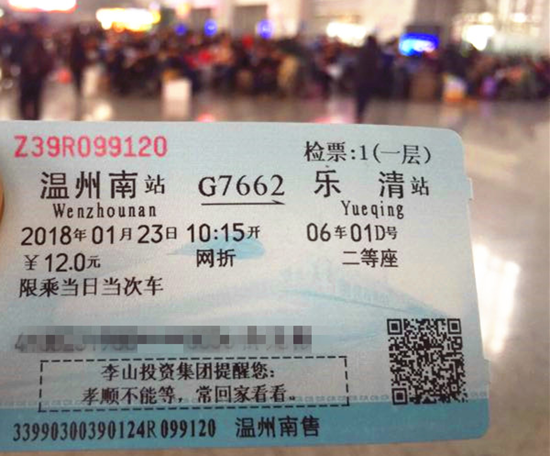 Z39R099120 检票:1(一层)
温州南站 G7662 乐清站
Wenzhounan Yueqing
2018年01月23日 10:15开 06车01D号
￥12.0元 网折 二等座
限乘当日当次车
李山投资集团提醒您:
孝顺不能等,常回家看看。
33990300390124R099120 温州南售